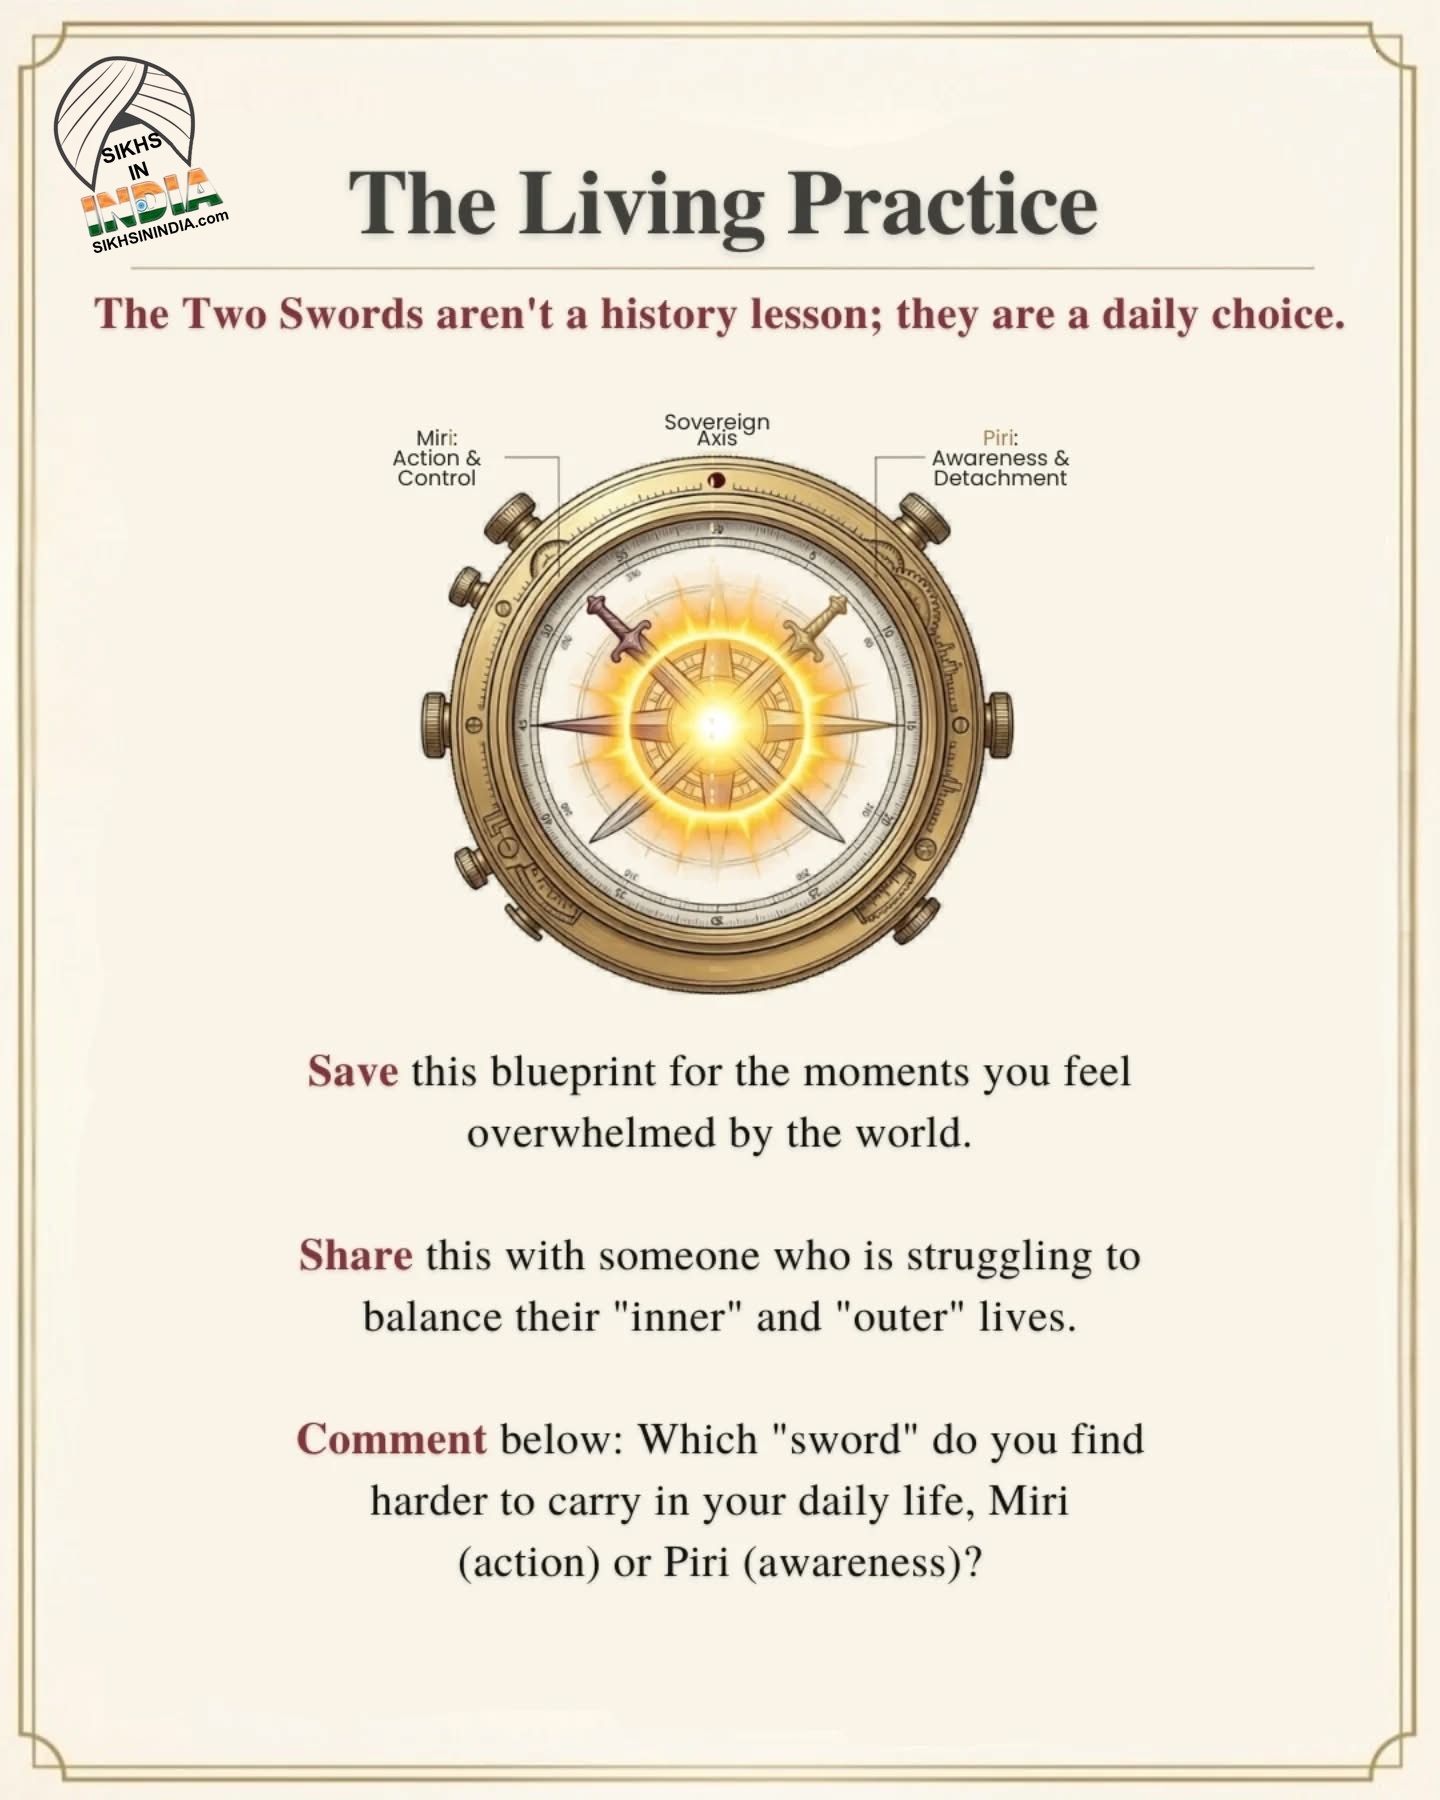 SIKHS
IN
INDIA
SIKHSININDIA.com
The Living Practice
The Two Swords aren't a history lesson; they are a daily choice.
Miri:
Action &
Control
Sovereign
Axis
Piri:
Awareness &
Detachment
Save this blueprint for the moments you feel
overwhelmed by the world.
Share this with someone who is struggling to
balance their "inner" and "outer" lives.
Comment below: Which "sword" do you find
harder to carry in your daily life, Miri
(action) or Piri (awareness)?